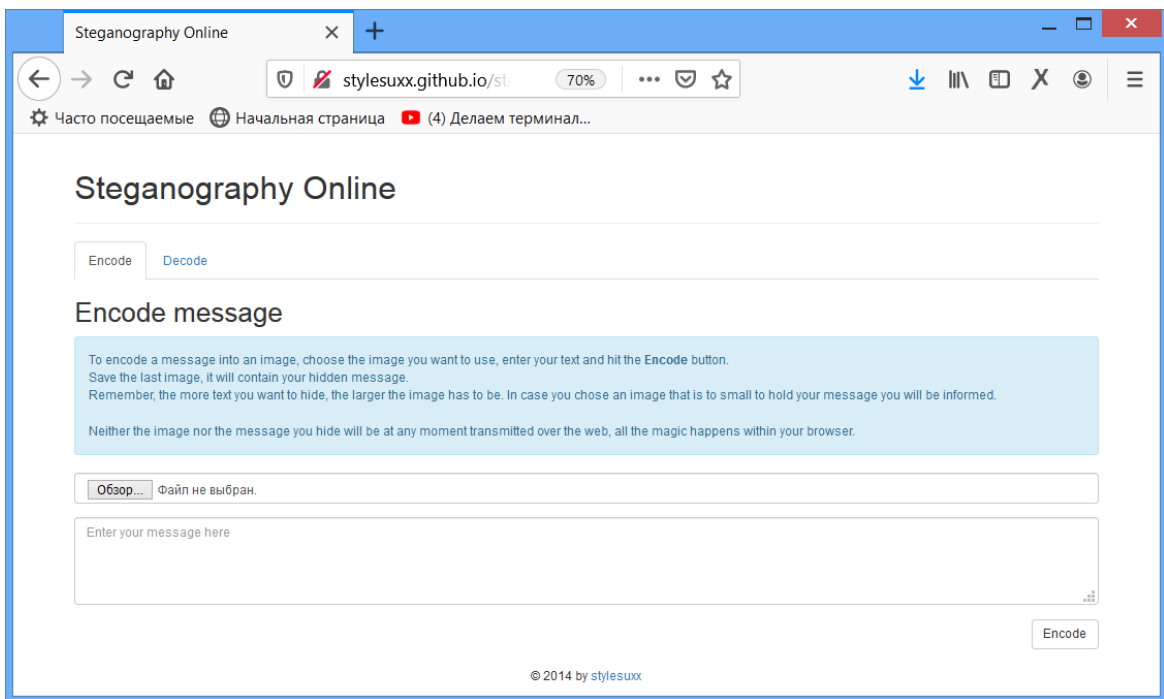 Steganography Online
stylesuxx.github.io/st
70%
Часто посещаемые Начальная страница (4) Делаем терминал...
Steganography Online
Encode Decode
Encode message
To encode a message into an image, choose the image you want to use, enter your text and hit the Encode button.
Save the last image, it will contain your hidden message.
Remember, the more text you want to hide, the larger the image has to be. In case you chose an image that is to small to hold your message you will be informed.
Neither the image nor the message you hide will be at any moment transmitted over the web, all the magic happens within your browser.
Обзор... Файл не выбран.
Enter your message here
Encode
© 2014 by stylesuxx